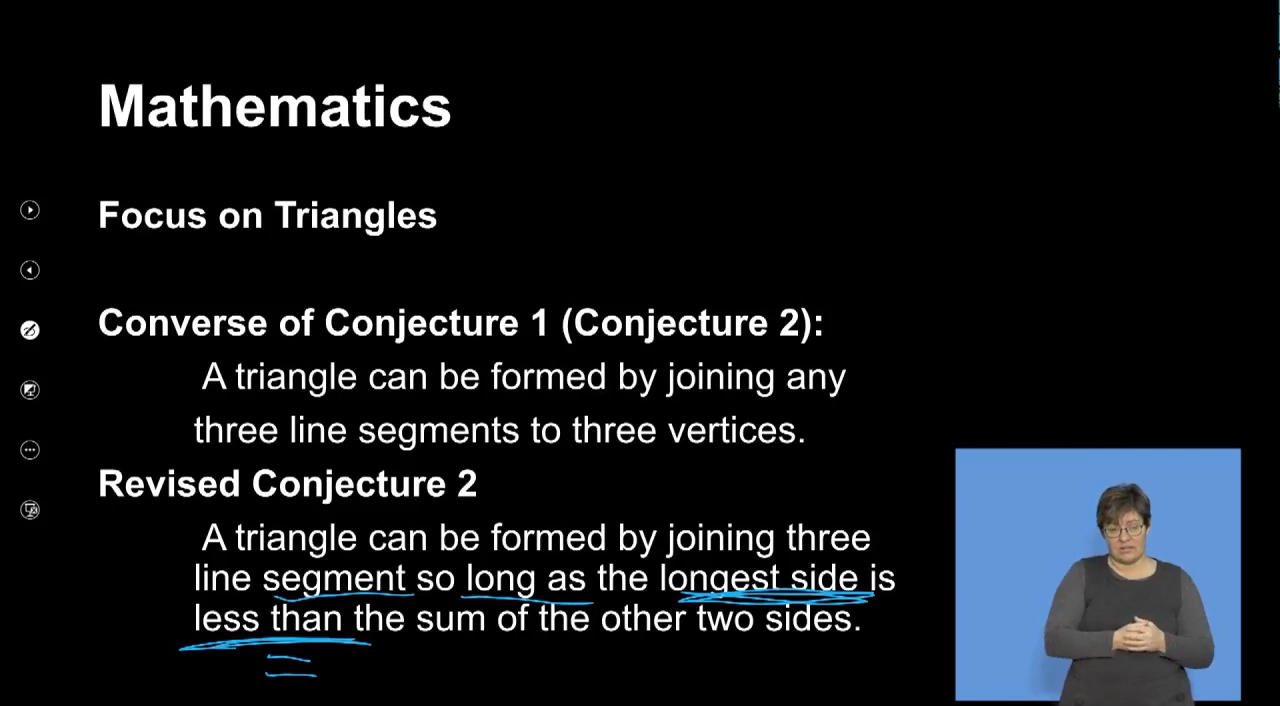 Mathematics
Focus on Triangles
Converse of Conjecture 1 (Conjecture 2):
A triangle can be formed by joining any
three line segments to three vertices.
Revised Conjecture 2
A triangle can be formed by joining three
line segment so long as the longest side is
less than the sum of the other two sides.